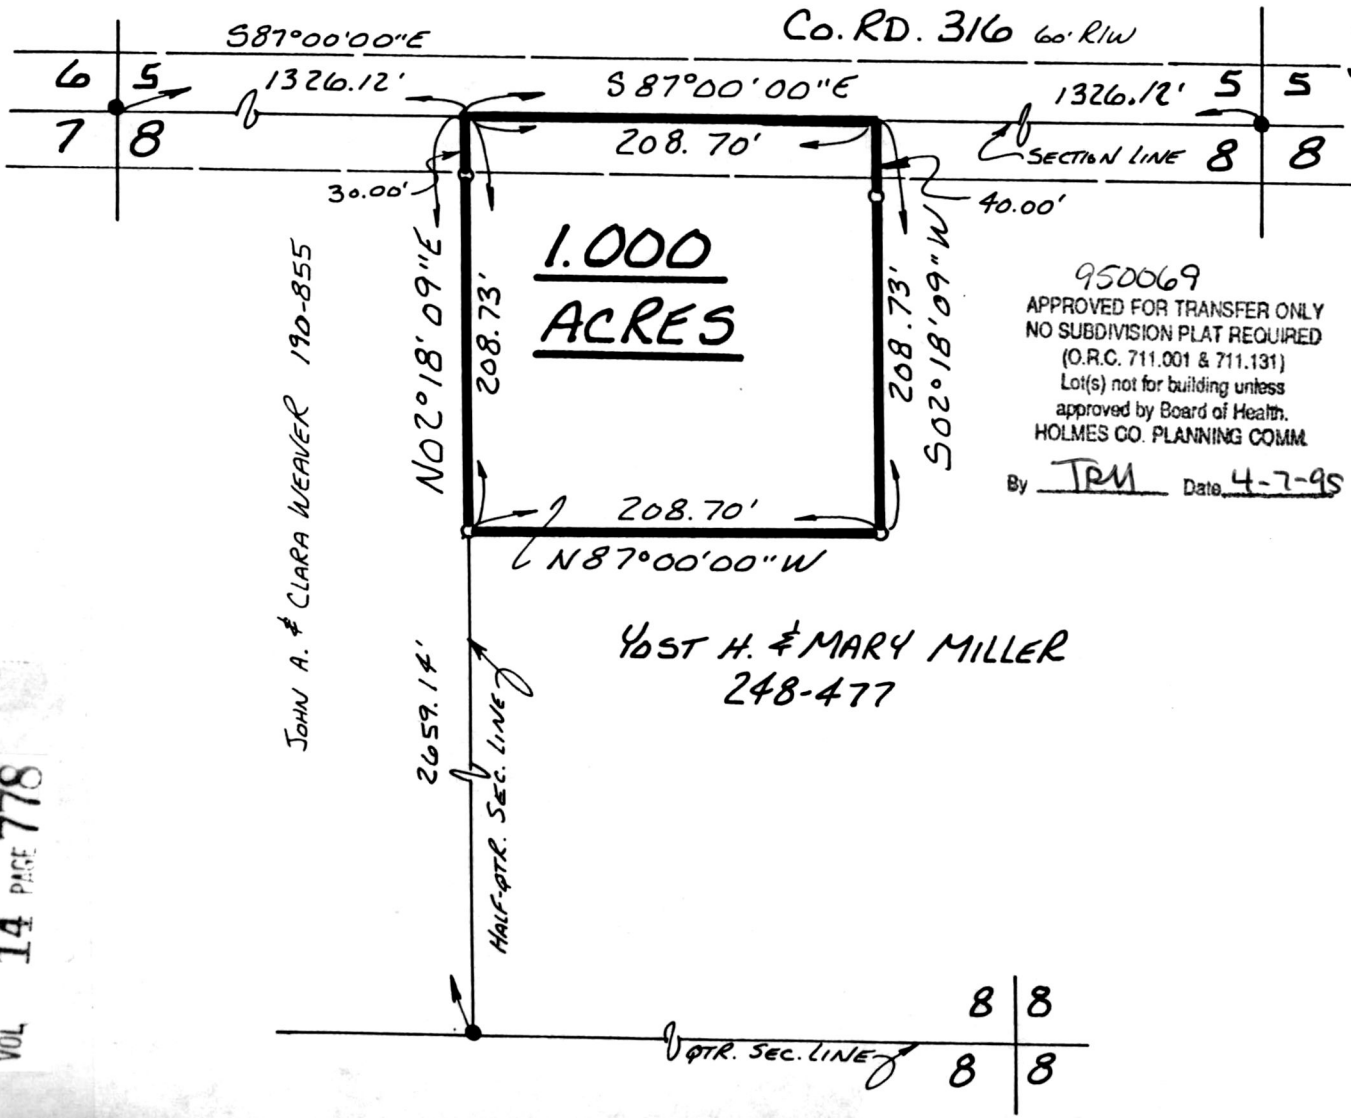 Co. RD. 316 60' R/W
S87°00'00"E
6 5
1326.12'
S 87°00'00"E
1326.12'
5 5
7 8
208.70'
SECTION LINE
8 8
30.00'
40.00'
1.000
ACRES
N02°18'09"E
208.73'
208.73'
S02°18'09"W
JOHN A. & CLARA WEAVER 190-855
950069
APPROVED FOR TRANSFER ONLY
NO SUBDIVISION PLAT REQUIRED
(O.R.C. 711.001 & 711.131)
Lot(s) not for building unless
approved by Board of Health.
HOLMES CO. PLANNING COMM.
By TRM Date 4-7-95
208.70'
N87°00'00"W
YOST H. & MARY MILLER
248-477
2659.14'
HALF-QTR. SEC. LINE
VOL 14 PAGE 778
8 8
QTR. SEC. LINE
8 8